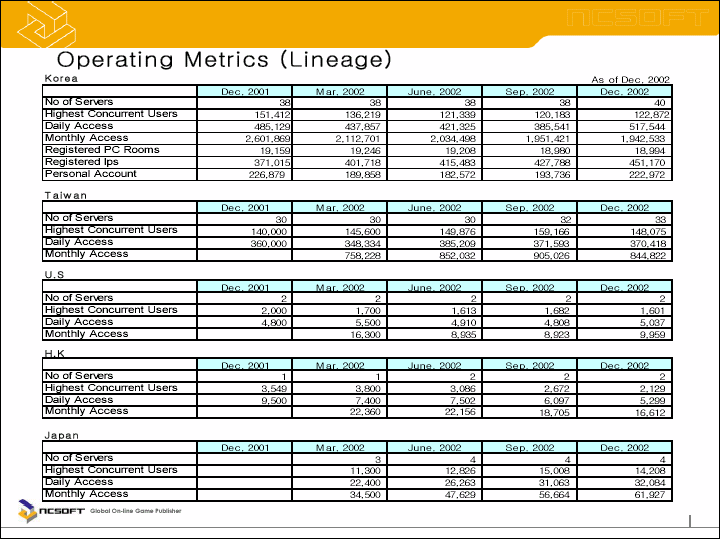 NCSOFT
Operating Metrics (Lineage)
Korea As of Dec, 2002
Dec, 2001 Mar, 2002 June, 2002 Sep, 2002 Dec, 2002
No of Servers 38 38 38 38 40
Highest Concurrent Users 151,412 136,219 121,339 120,183 122,872
Daily Access 485,129 437,857 421,325 385,541 517,544
Monthly Access 2,601,869 2,112,701 2,034,498 1,951,421 1,942,533
Registered PC Rooms 19,159 19,246 19,208 18,980 18,994
Registered Ips 371,015 401,718 415,483 427,788 451,170
Personal Account 226,879 189,858 182,572 193,736 222,972
Taiwan
Dec, 2001 Mar, 2002 June, 2002 Sep, 2002 Dec, 2002
No of Servers 30 30 30 32 33
Highest Concurrent Users 140,000 145,600 149,876 159,166 148,075
Daily Access 360,000 348,334 385,209 371,593 370,418
Monthly Access 758,228 852,032 905,026 844,822
U.S
Dec, 2001 Mar, 2002 June, 2002 Sep, 2002 Dec, 2002
No of Servers 2 2 2 2 2
Highest Concurrent Users 2,000 1,700 1,613 1,682 1,601
Daily Access 4,800 5,500 4,910 4,808 5,037
Monthly Access 16,300 8,935 8,923 9,959
H.K
Dec, 2001 Mar, 2002 June, 2002 Sep, 2002 Dec, 2002
No of Servers 1 1 2 2 2
Highest Concurrent Users 3,549 3,800 3,086 2,672 2,129
Daily Access 9,500 7,400 7,502 6,097 5,299
Monthly Access 22,360 22,156 18,705 16,612
Japan
Dec, 2001 Mar, 2002 June, 2002 Sep, 2002 Dec, 2002
No of Servers 3 4 4 4
Highest Concurrent Users 11,300 12,826 15,008 14,208
Daily Access 22,400 26,263 31,063 32,084
Monthly Access 34,500 47,629 56,664 61,927
NCSOFT Global On-line Game Publisher